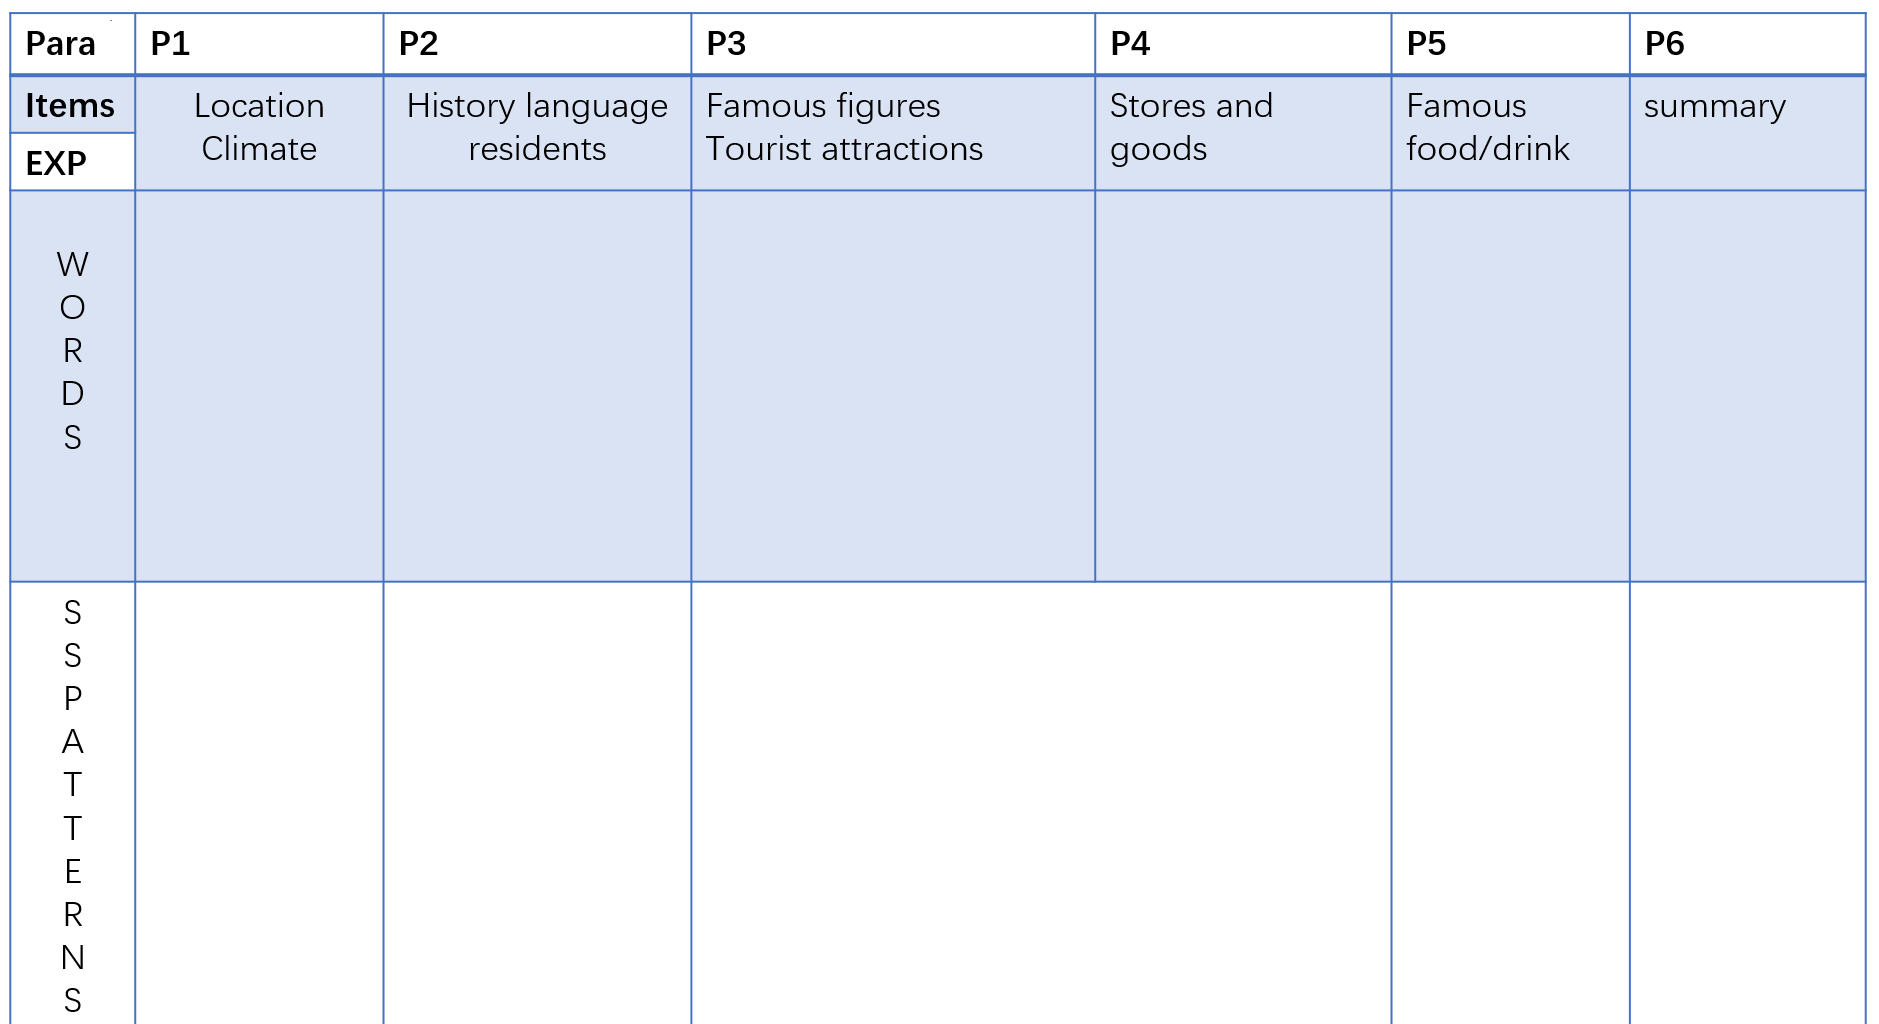 Para P1 P2 P3 P4 P5 P6
Items Location History language Famous figures Stores and Famous summary
Climate residents Tourist attractions goods food/drink
EXP
W
O
R
D
S
S
S
P
A
T
T
E
R
N
S